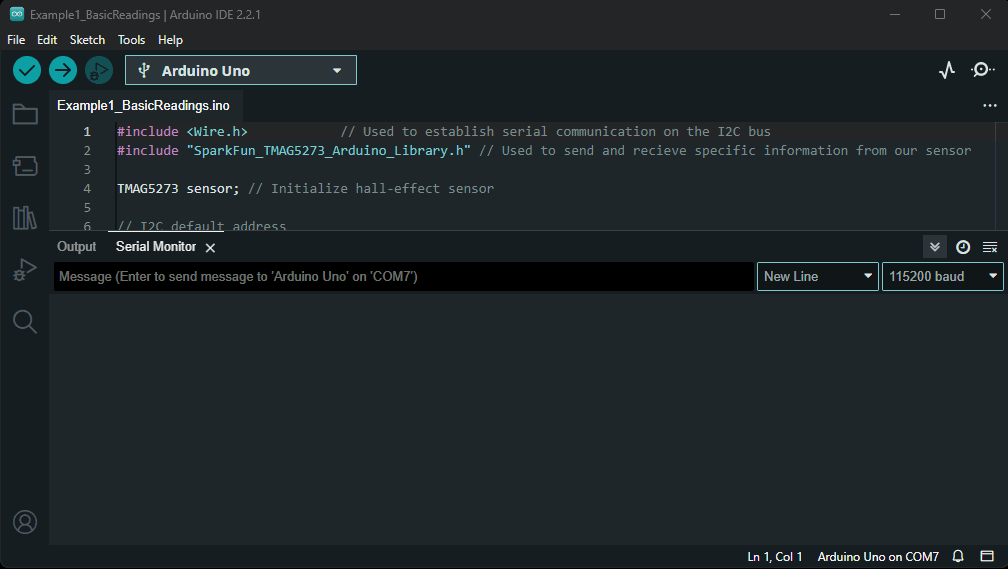 Example1_BasicReadings | Arduino IDE 2.2.1
File Edit Sketch Tools Help
Arduino Uno
Example1_BasicReadings.ino
1 #include <Wire.h> // Used to establish serial communication on the I2C bus
2 #include "SparkFun_TMAG5273_Arduino_Library.h" // Used to send and recieve specific information from our sensor
3
4 TMAG5273 sensor; // Initialize hall-effect sensor
5
6 // I2C default address
Output Serial Monitor
Message (Enter to send message to 'Arduino Uno' on 'COM7') New Line 115200 baud
Ln 1, Col 1 Arduino Uno on COM7